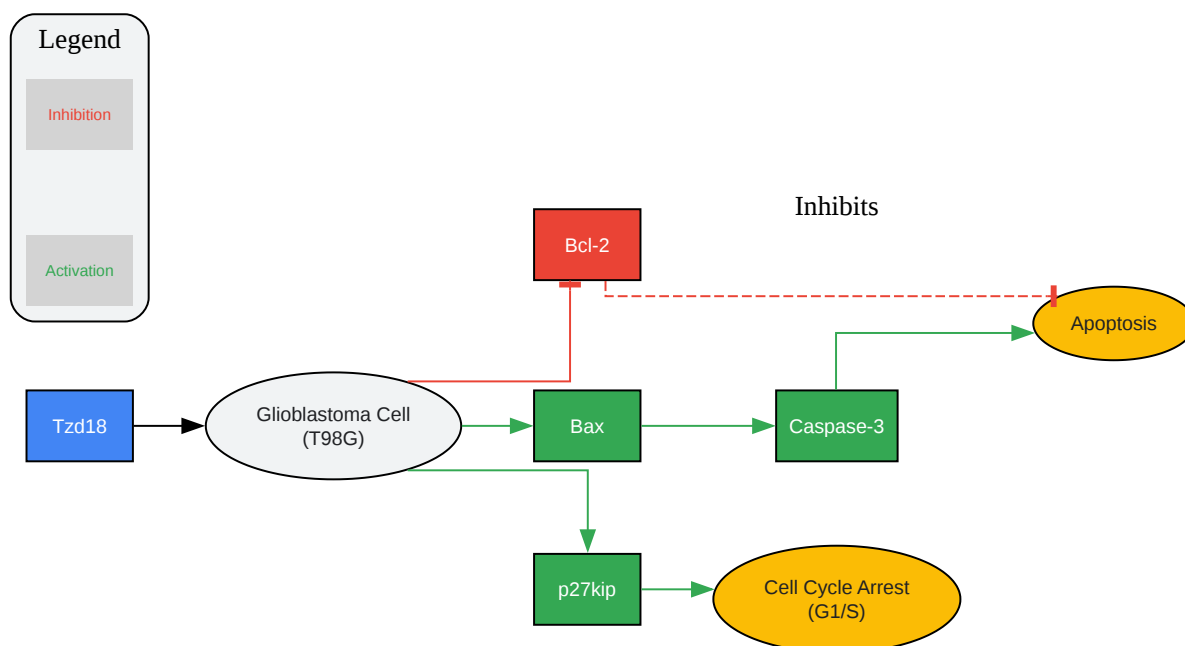 Legend
Inhibition
Activation
Inhibits
Bcl-2
Apoptosis
Tzd18
Glioblastoma Cell
(T98G)
Bax
Caspase-3
p27kip
Cell Cycle Arrest
(G1/S)